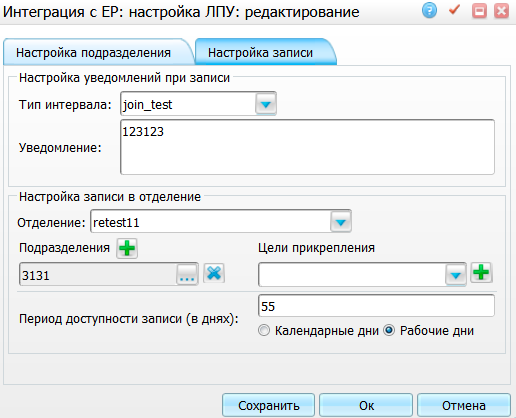 Интеграция с ЕР: настройка ЛПУ: редактирование
Настройка подразделения Настройка записи
Настройка уведомлений при записи
Тип интервала: join_test
Уведомление: 123123
Настройка записи в отделение
Отделение: retest11
Подразделения Цели прикрепления
3131 ...
Период доступности записи (в днях): 55
Календарные дни Рабочие дни
Сохранить Ок Отмена